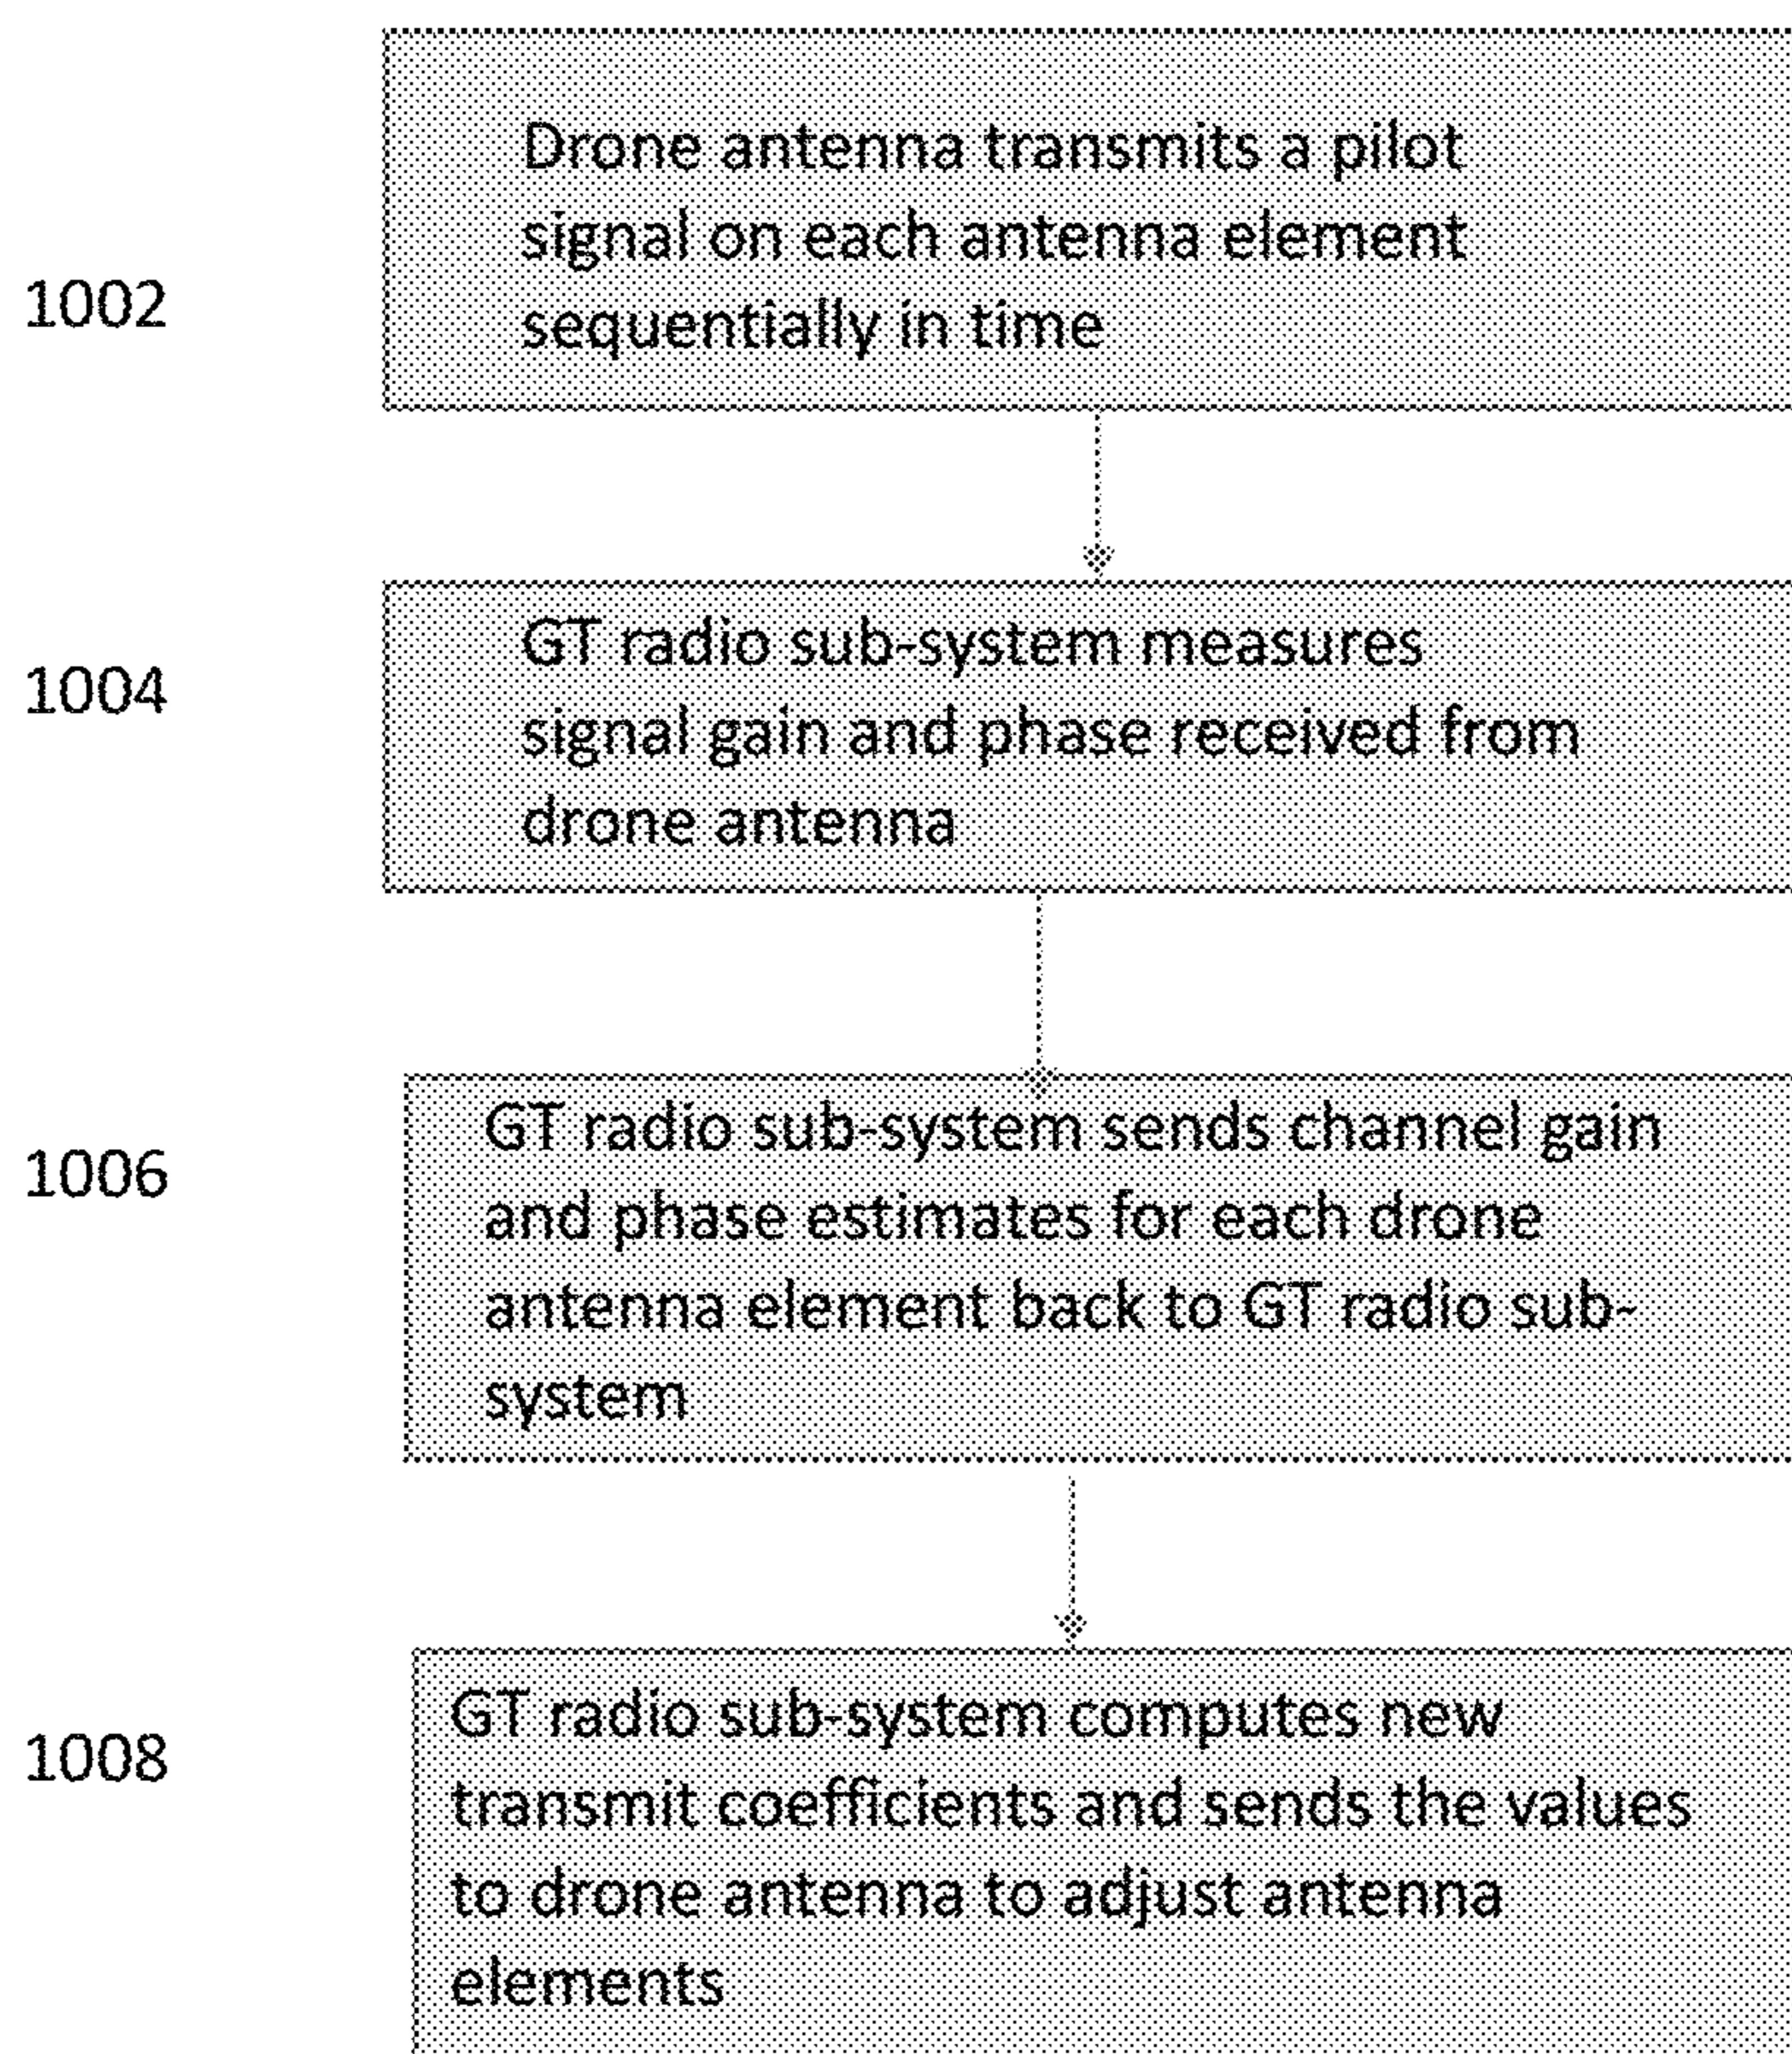 Drone antenna transmits a pilot
signal on each antenna element
1002
sequentially in time
GT radio sub-system measures
1004
signal gain and phase received from
drone antenna
GT radio sub-system sends channel gain
1006
and phase estimates for each drone
antenna element back to GT radio sub-
system
GT radio sub-system computes new
1008
transmit coefficients and sends the values
to drone antenna to adjust antenna
elements